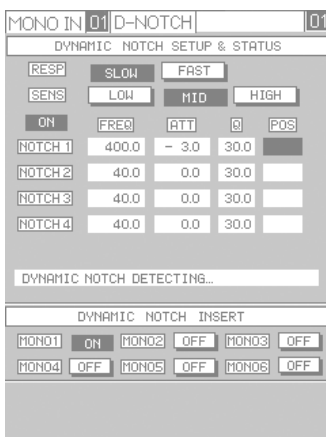 MONO IN 01 D-NOTCH 01
DYNAMIC NOTCH SETUP & STATUS
RESP SLOW FAST
SENS LOW MID HIGH
ON FREQ ATT Q POS
NOTCH 1 400.0 - 3.0 30.0
NOTCH 2 40.0 0.0 30.0
NOTCH 3 40.0 0.0 30.0
NOTCH 4 40.0 0.0 30.0
DYNAMIC NOTCH DETECTING...
DYNAMIC NOTCH INSERT
MONO1 ON MONO2 OFF MONO3 OFF
MONO4 OFF MONO5 OFF MONO6 OFF